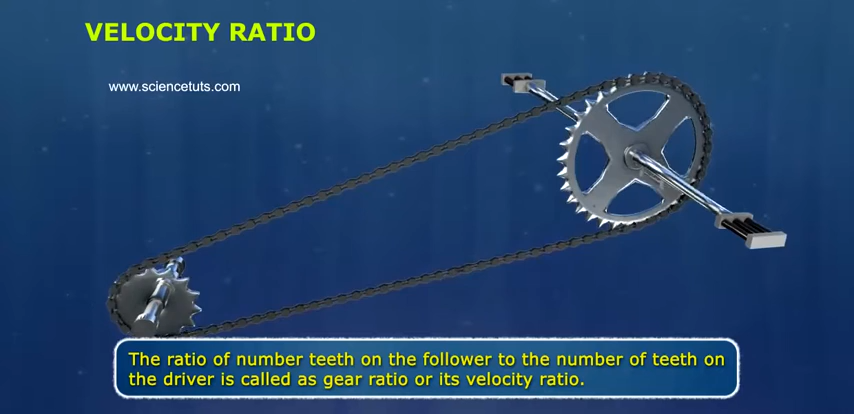 VELOCITY RATIO
www.sciencetuts.com
The ratio of number teeth on the follower to the number of teeth on
the driver is called as gear ratio or its velocity ratio.